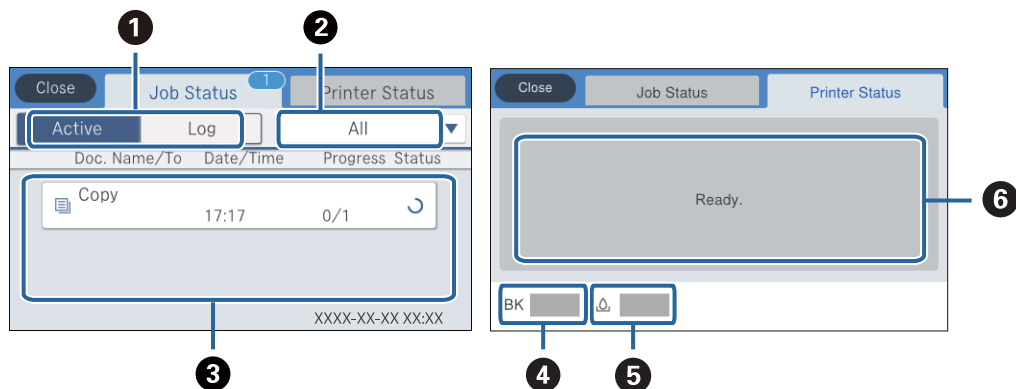 1 2
Close Job Status 1 Printer Status
Active Log All
Doc. Name/To Date/Time Progress Status
Copy
17:17 0/1
XXXX-XX-XX XX:XX
3
Close Job Status Printer Status
Ready.
6
BK
4 5